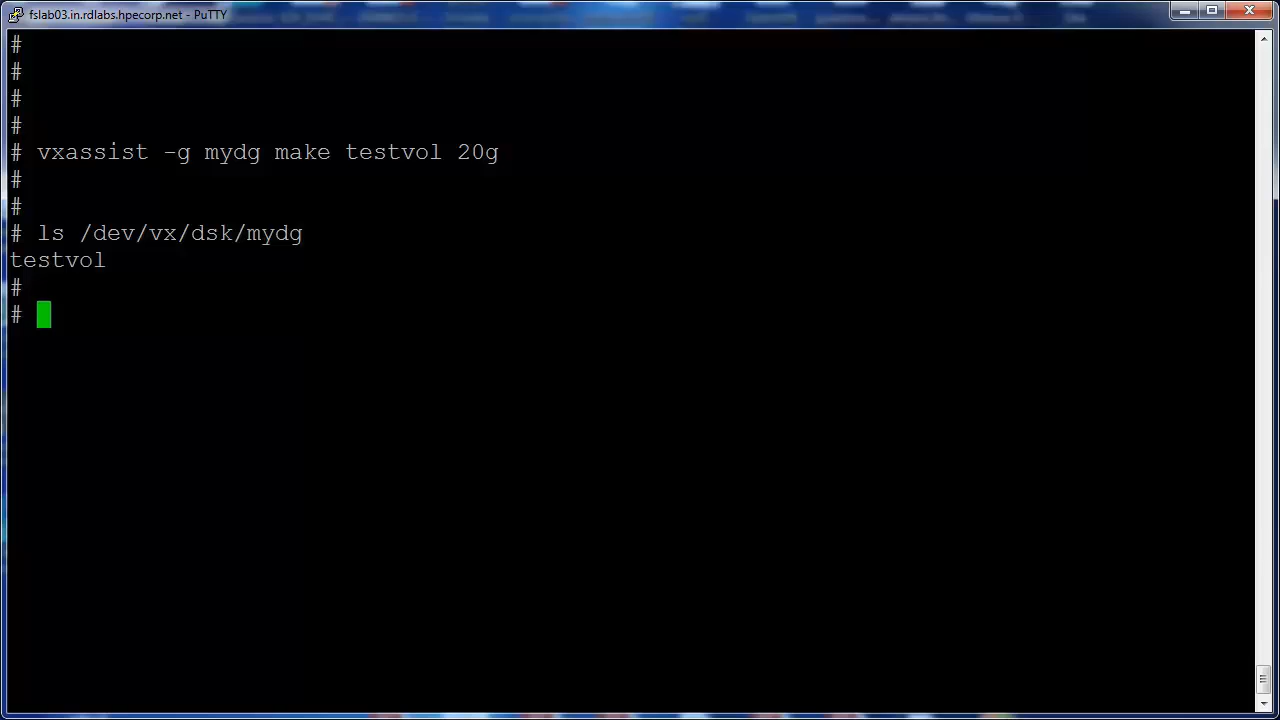 fslab03.in.rdlabs.hpecorp.net - PuTTY
#
#
#
#
# vxassist -g mydg make testvol 20g
#
#
# ls /dev/vx/dsk/mydg
testvol
#
#